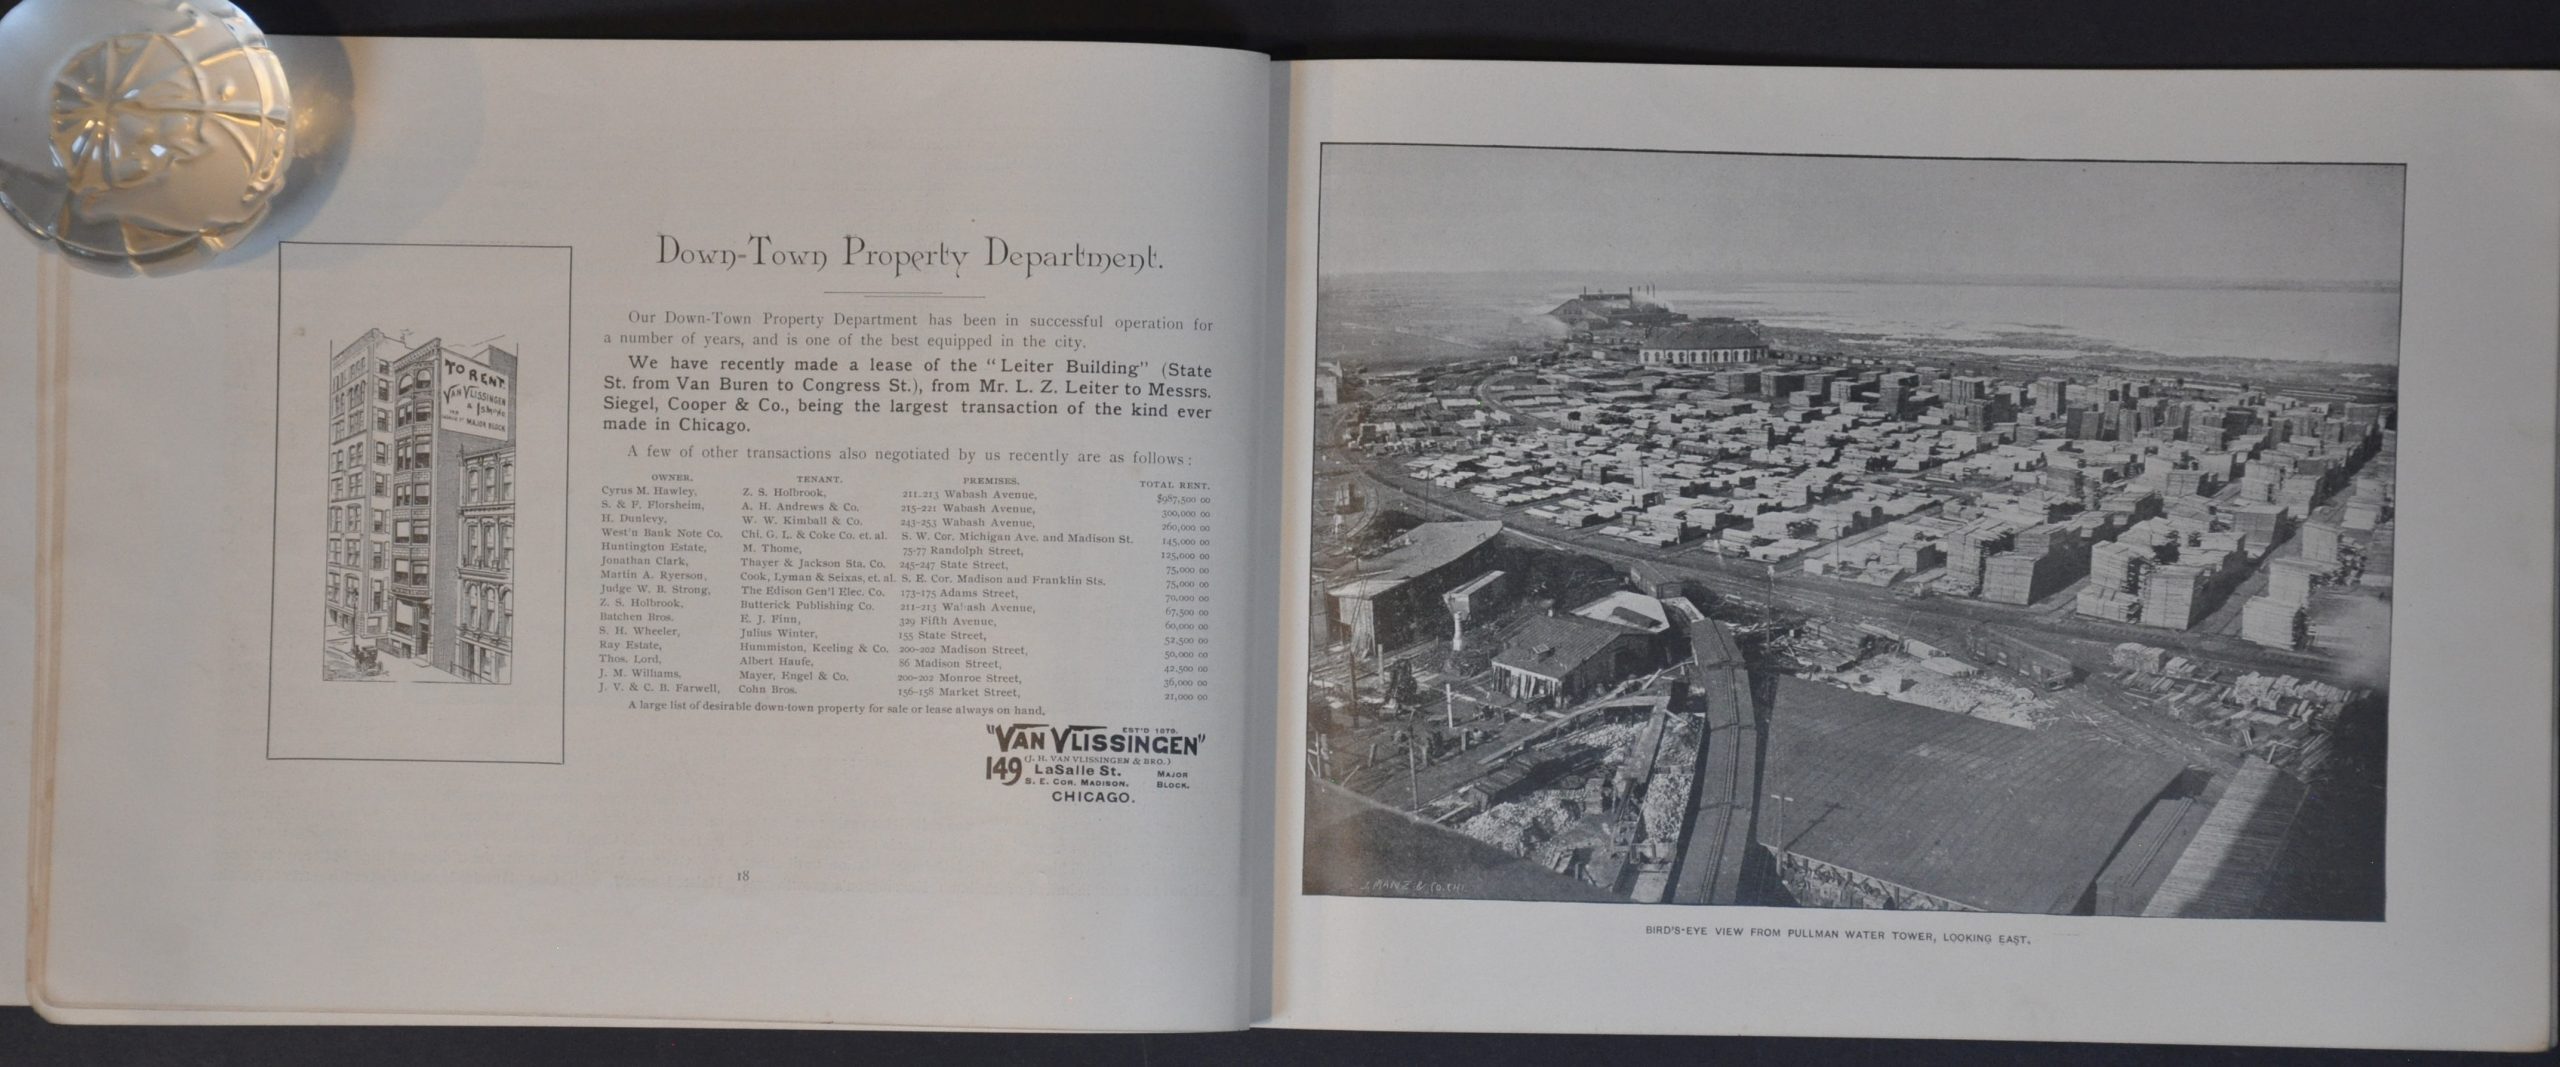 Down-Town Property Department.
Our Down-Town Property Department has been in successful operation for
a number of years, and is one of the best equipped in the city.
We have recently made a lease of the "Leiter Building" (State
St. from Van Buren to Congress St.), from Mr. L. Z. Leiter to Messrs.
Siegel, Cooper & Co., being the largest transaction of the kind ever
made in Chicago.
A few of other transactions also negotiated by us recently are as follows:
OWNER. TENANT. PREMISES. TOTAL RENT.
Cyrus M. Hawley, Z. S. Holbrook, 211-213 Wabash Avenue, $987,500 00
S. & F. Florsheim, A. H. Andrews & Co. 215-221 Wabash Avenue, 300,000 00
H. Dunlevy, W. W. Kimball & Co. 243-253 Wabash Avenue, 260,000 00
West'n Bank Note Co. Chi. G. L. & Coke Co. et. al. S. W. Cor. Michigan Ave. and Madison St. 145,000 00
Huntington Estate, M. Thome, 75-77 Randolph Street, 125,000 00
Jonathan Clark, Thayer & Jackson Sta. Co. 245-247 State Street, 75,000 00
Martin A. Ryerson, Cook, Lyman & Seixas, et. al. S. E. Cor. Madison and Franklin Sts. 75,000 00
Judge W. B. Strong, The Edison Gen'l Elec. Co. 173-175 Adams Street, 70,000 00
Z. S. Holbrook, Butterick Publishing Co. 211-213 Wabash Avenue, 67,500 00
Batchen Bros. E. J. Finn, 329 Fifth Avenue, 60,000 00
S. H. Wheeler, Julius Winter, 155 State Street, 52,500 00
Ray Estate, Hummiston, Keeling & Co. 200-202 Madison Street, 50,000 00
Thos. Lord, Albert Haufe, 86 Madison Street, 42,500 00
J. M. Williams, Mayer, Engel & Co. 200-202 Monroe Street, 36,000 00
J. V. & C. B. Farwell, Cohn Bros. 156-158 Market Street, 21,000 00
A large list of desirable down-town property for sale or lease always on hand.
EST'D 1879.
"VAN VLISSINGEN"
(J. H. VAN VLISSINGEN & BRO.)
149 LaSalle St. MAJOR
S. E. COR. MADISON. BLOCK.
CHICAGO.
18
TO RENT
VAN VLISSINGEN
&
149
MAJOR BLOCK
J. MANZ & CO. CHI.
BIRD'S-EYE VIEW FROM PULLMAN WATER TOWER, LOOKING EAST.